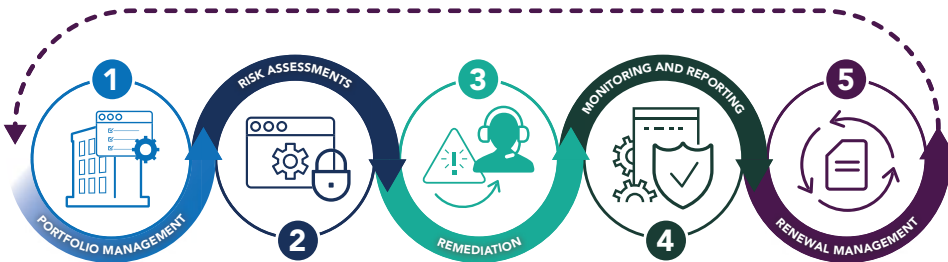 1
PORTFOLIO MANAGEMENT
RISK ASSESSMENTS
2
3
REMEDIATION
MONITORING AND REPORTING
4
5
RENEWAL MANAGEMENT